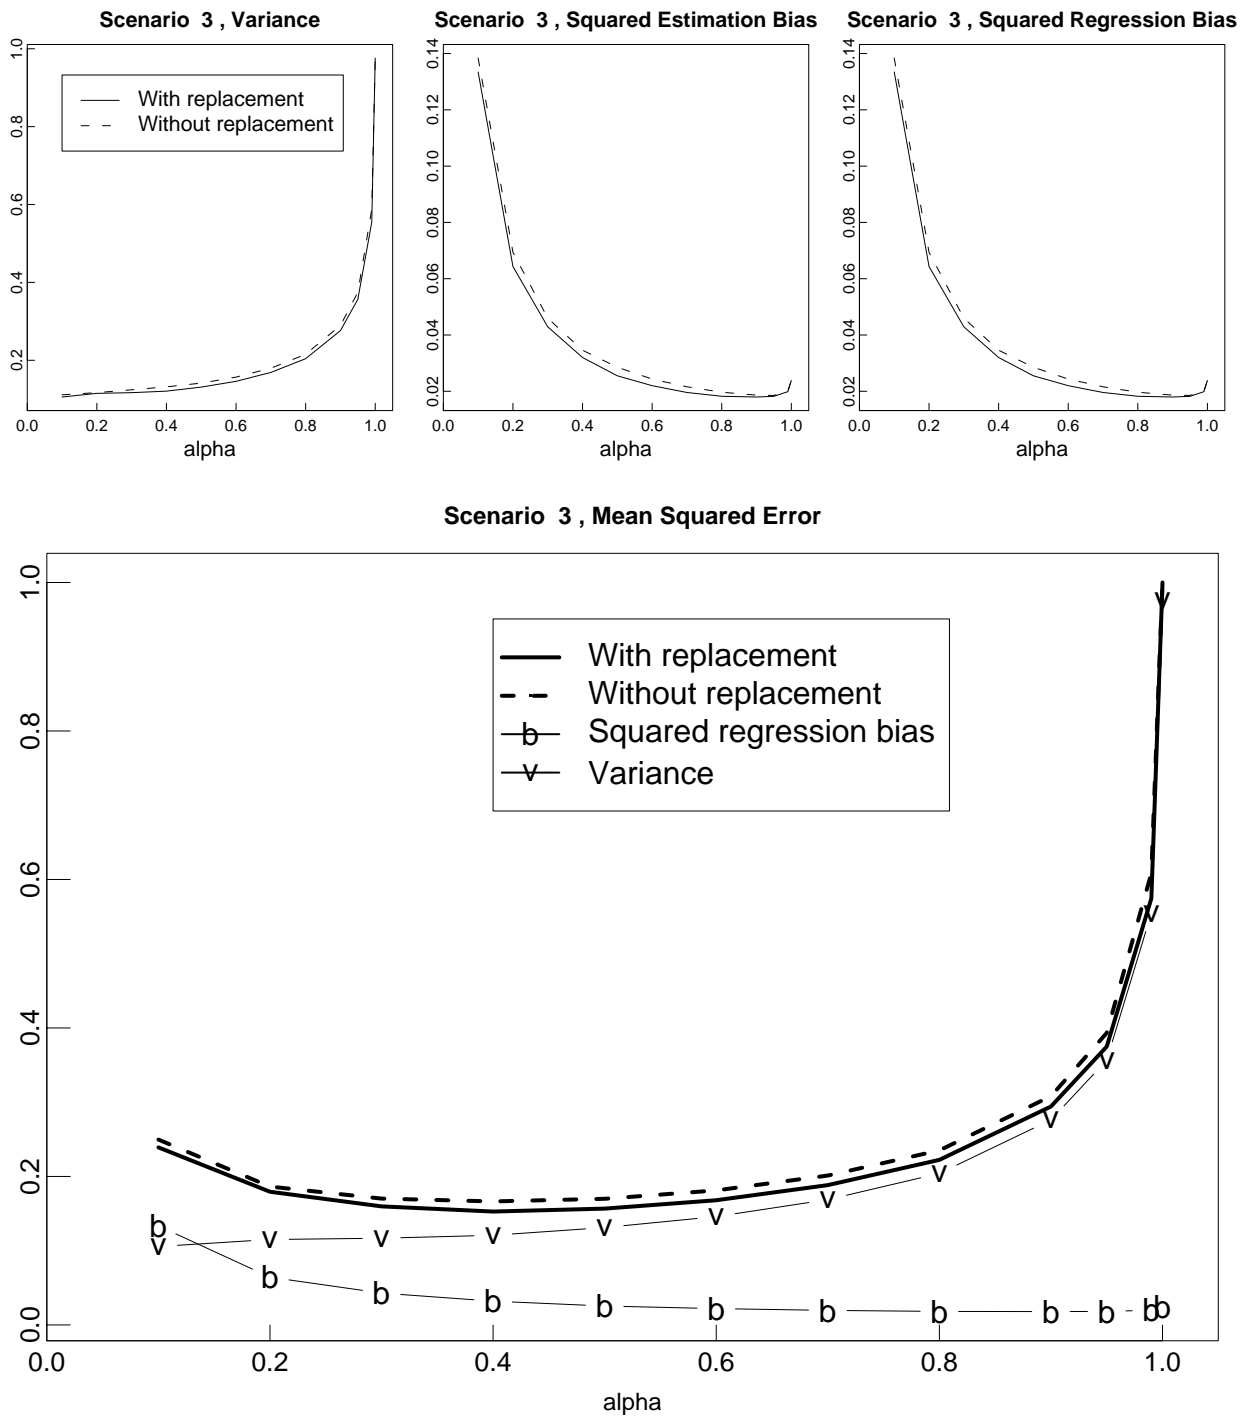 Scenario 3 , Variance
1.0
0.8
0.6
0.4
0.2
With replacement
Without replacement
0.0 0.2 0.4 0.6 0.8 1.0
alpha
Scenario 3 , Squared Estimation Bias
0.14
0.12
0.10
0.08
0.06
0.04
0.02
0.0 0.2 0.4 0.6 0.8 1.0
alpha
Scenario 3 , Squared Regression Bias
0.14
0.12
0.10
0.08
0.06
0.04
0.02
0.0 0.2 0.4 0.6 0.8 1.0
alpha
Scenario 3 , Mean Squared Error
1.0
0.8
0.6
0.4
0.2
0.0
With replacement
Without replacement
b Squared regression bias
v Variance
v
v
v
v
v
v
v
v
v
v
v
v
b
b
b
b
b
b
b
b
b
b
b
b
0.0 0.2 0.4 0.6 0.8 1.0
alpha